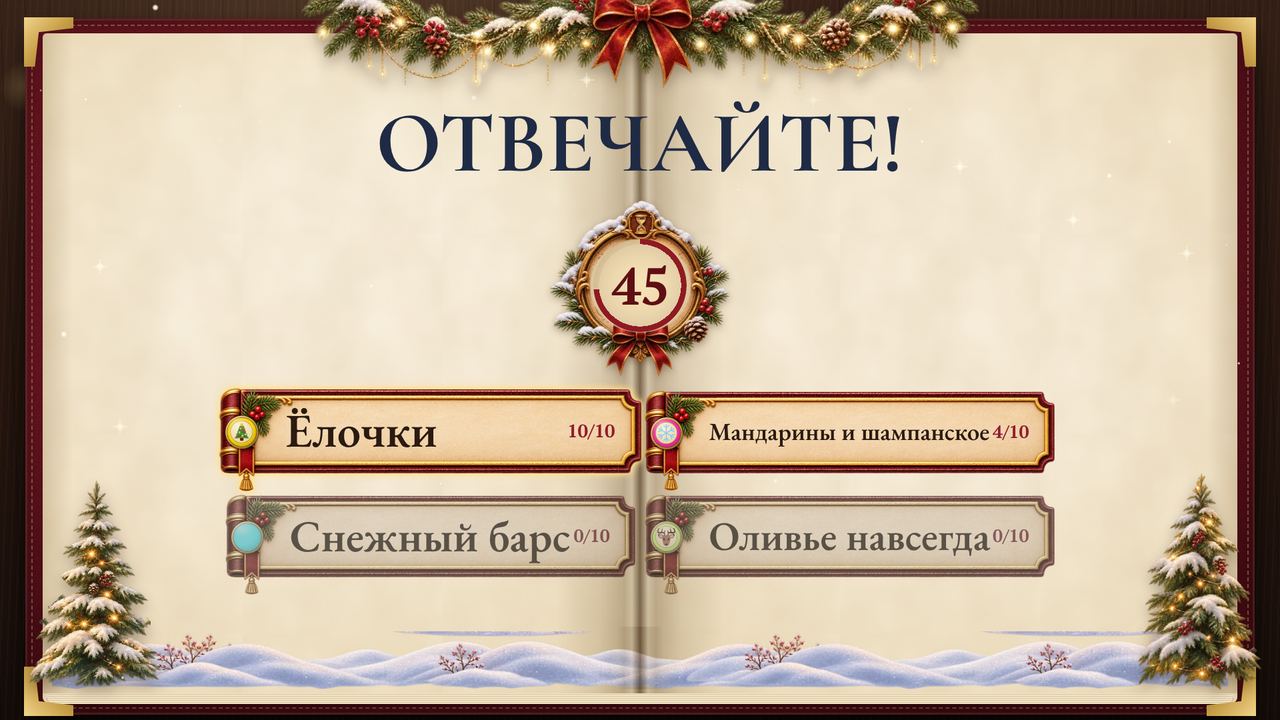 ОТВЕЧАЙТЕ!
45
Ёлочки 10/10
Мандарины и шампанское 4/10
Снежный барс 0/10
Оливье навсегда 0/10